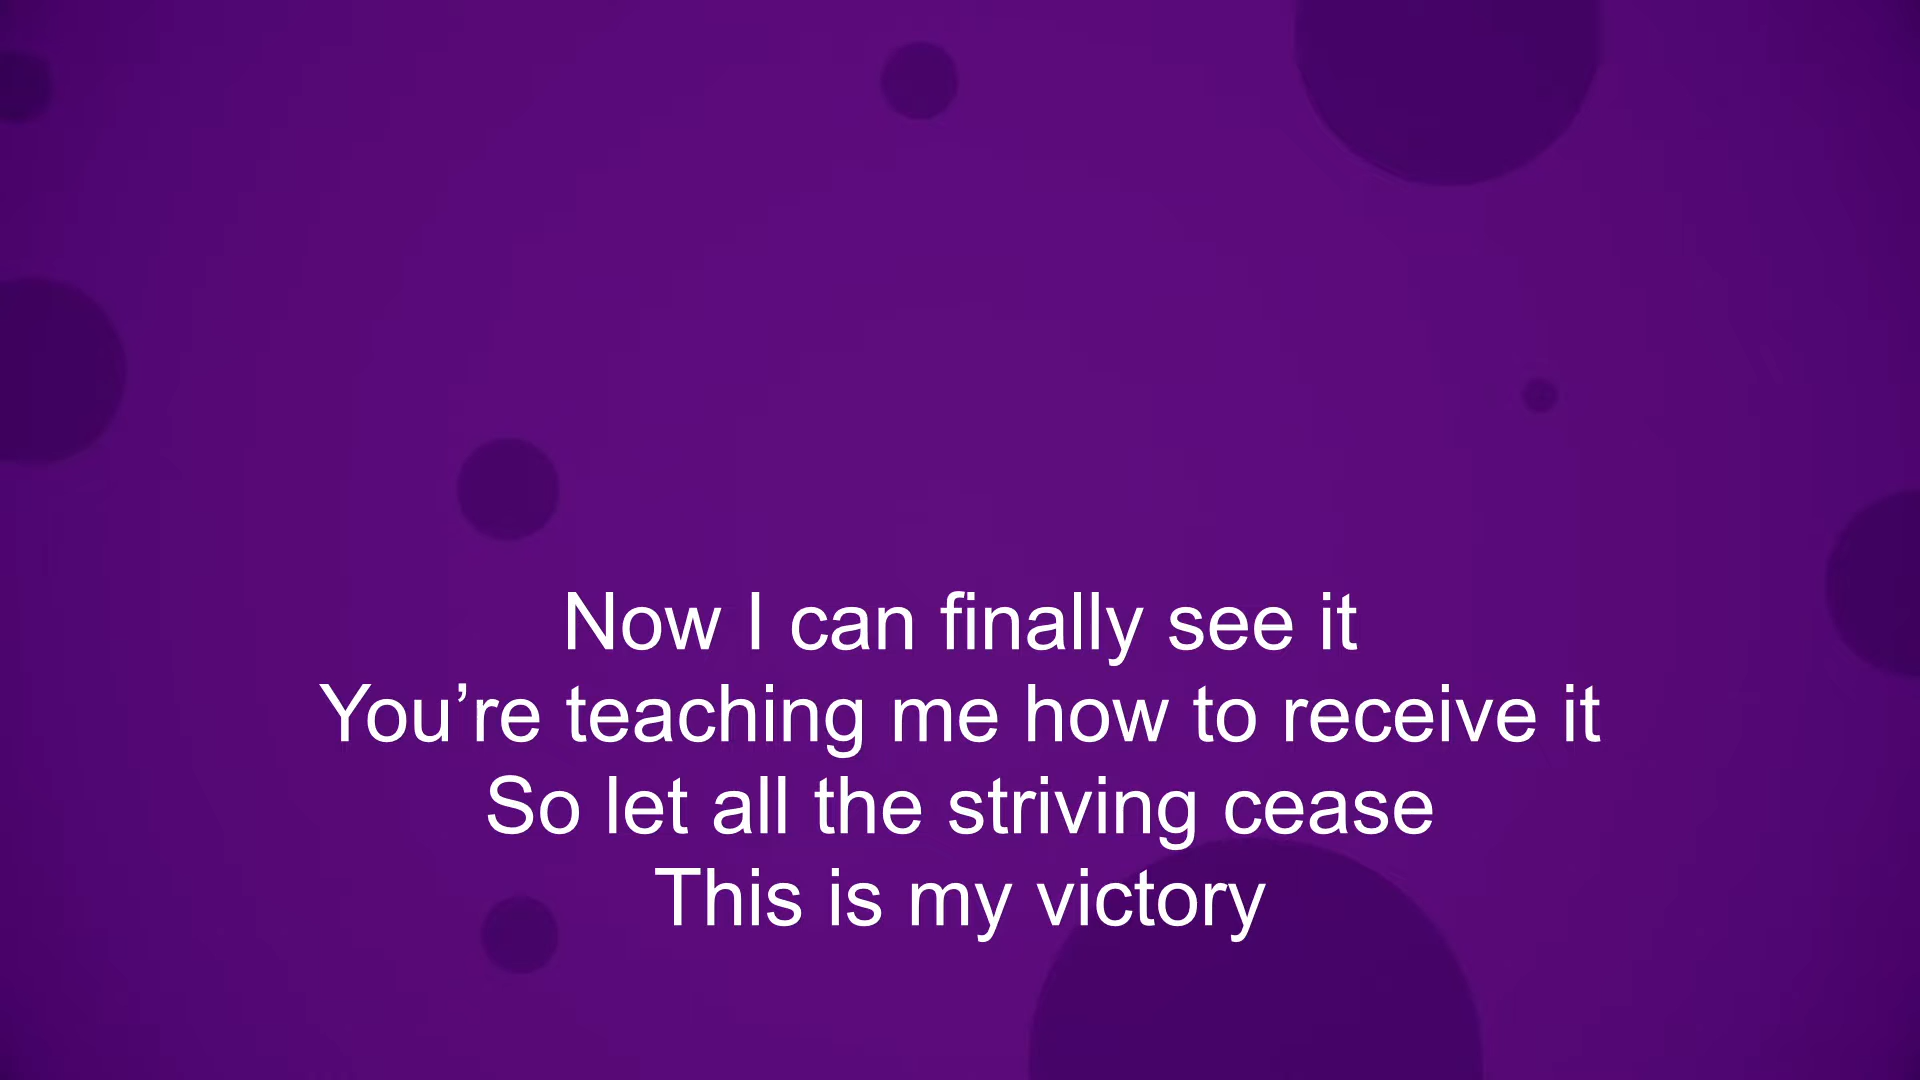 Now I can finally see it
You’re teaching me how to receive it
So let all the striving cease
This is my victory